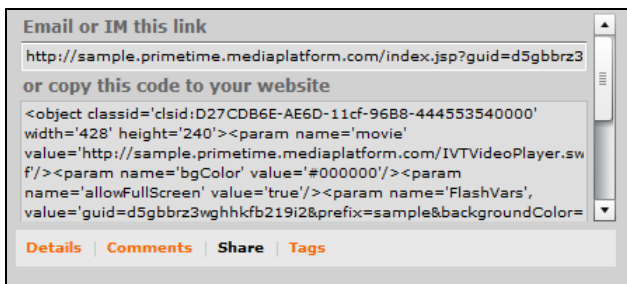 Email or IM this link
http://sample.primetime.mediaplatform.com/index.jsp?guid=d5gbbrz3
or copy this code to your website
<object classid='clsid:D27CDB6E-AE6D-11cf-96B8-444553540000'
width='428' height='240'><param name='movie'
value='http://sample.primetime.mediaplatform.com/IVTVideoPlayer.sw
f'/><param name='bgColor' value='#000000'/><param
name='allowFullScreen' value='true'/><param name='FlashVars',
value='guid=d5gbbrz3wghhkfb219i2&prefix=sample&backgroundColor=
Details | Comments | Share | Tags